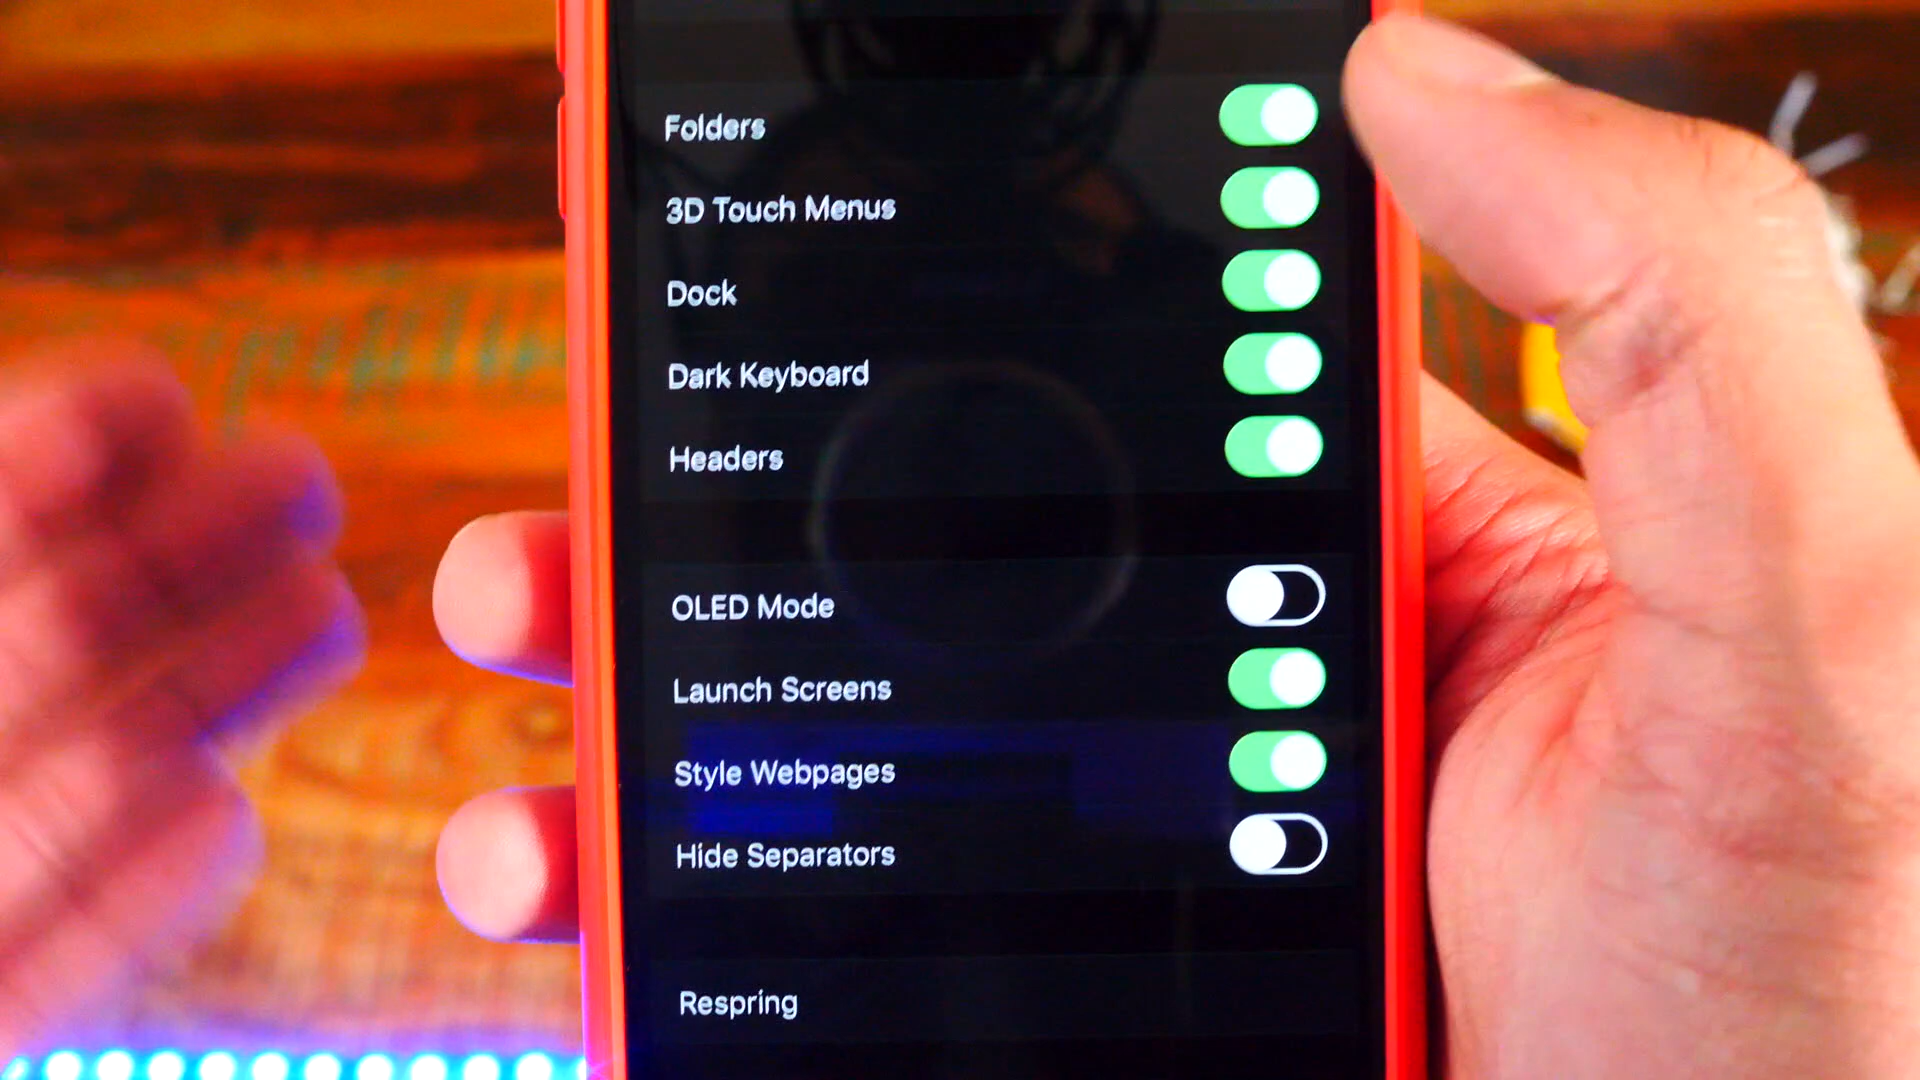 Folders
3D Touch Menus
Dock
Dark Keyboard
Headers
OLED Mode
Launch Screens
Style Webpages
Hide Separators
Respring